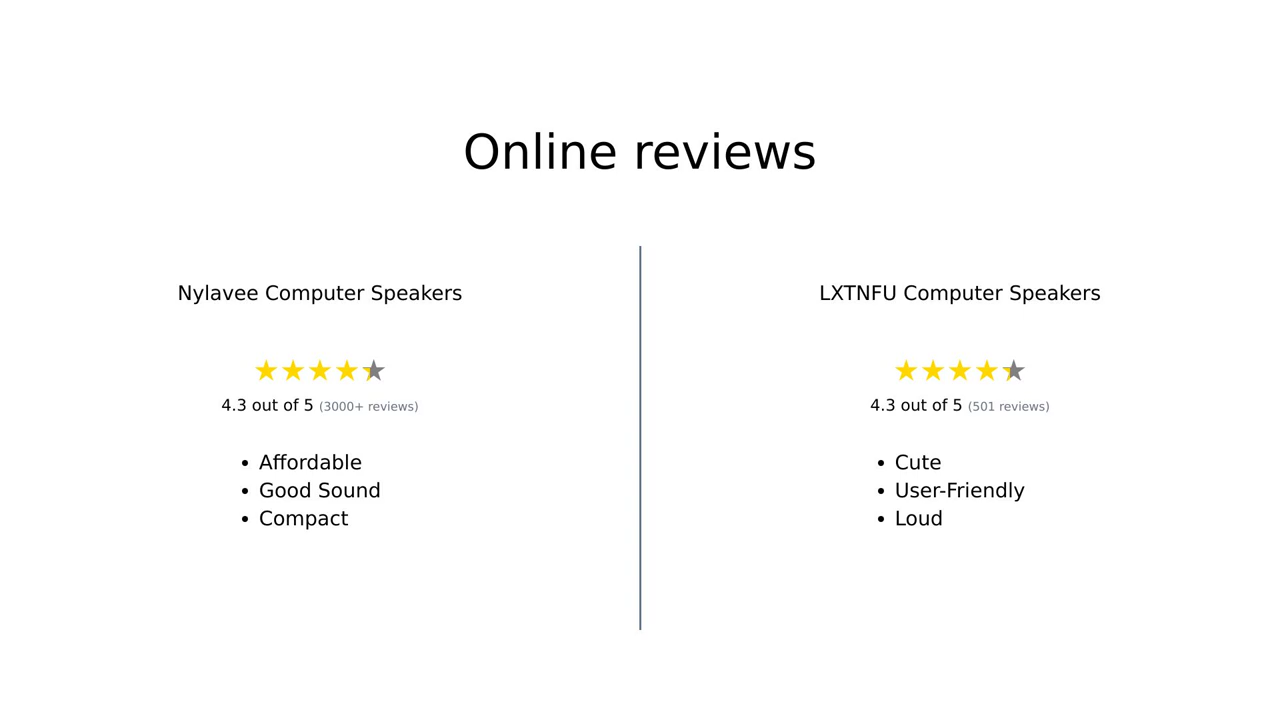 Online reviews
Nylavee Computer Speakers
4.3 out of 5 (3000+ reviews)
• Affordable
• Good Sound
• Compact
LXTNFU Computer Speakers
4.3 out of 5 (501 reviews)
• Cute
• User-Friendly
• Loud